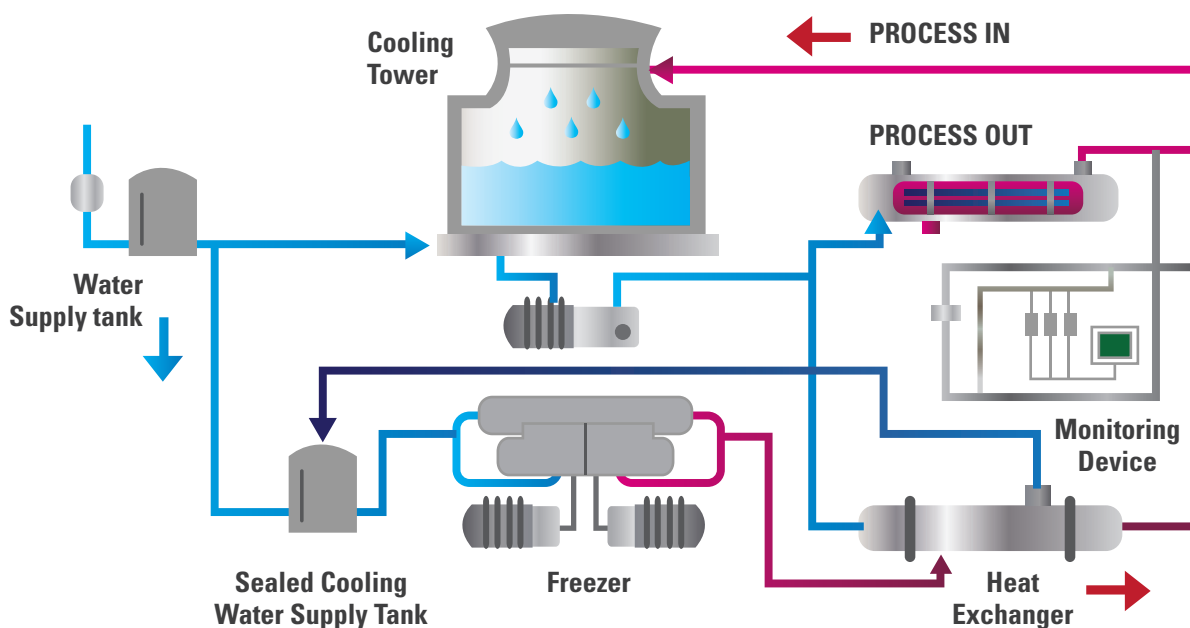 Cooling
Tower
PROCESS IN
PROCESS OUT
Water
Supply tank
Monitoring
Device
Sealed Cooling
Water Supply Tank
Freezer
Heat
Exchanger